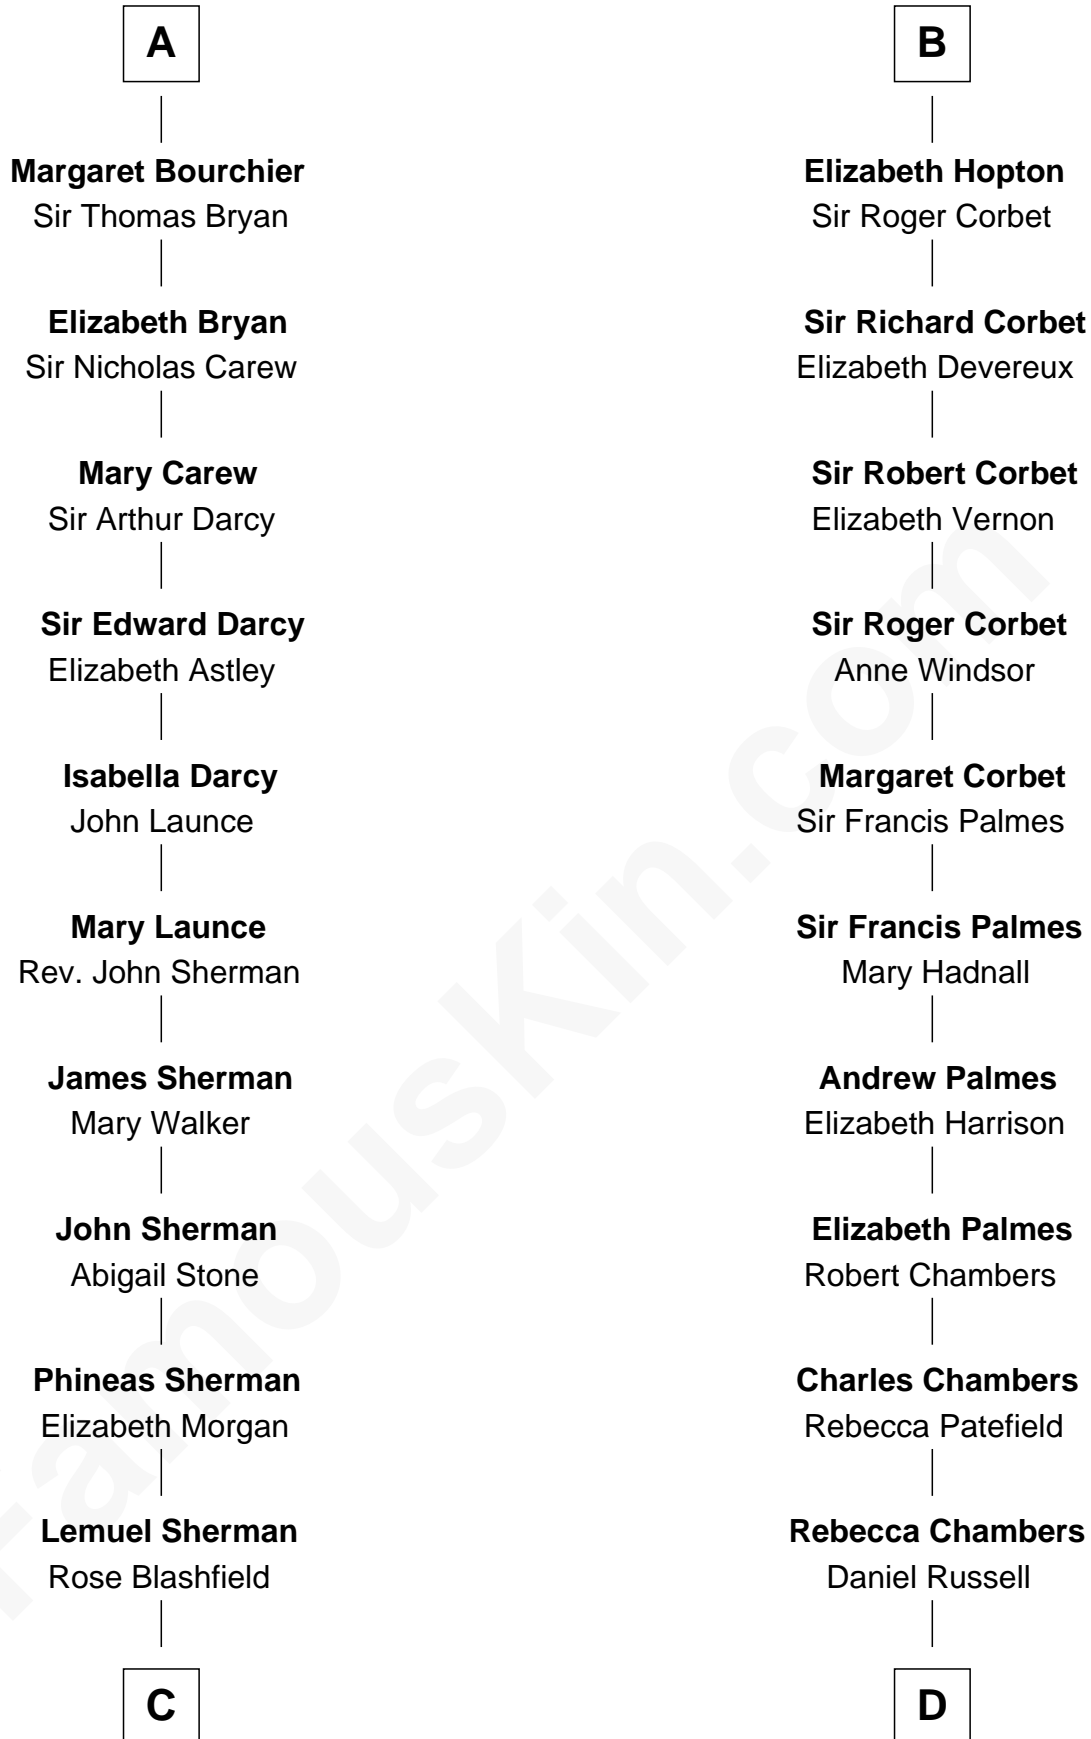 A
Margaret Bourchier
Sir Thomas Bryan
Elizabeth Bryan
Sir Nicholas Carew
Mary Carew
Sir Arthur Darcy
Sir Edward Darcy
Elizabeth Astley
Isabella Darcy
John Launce
Mary Launce
Rev. John Sherman
James Sherman
Mary Walker
John Sherman
Abigail Stone
Phineas Sherman
Elizabeth Morgan
Lemuel Sherman
Rose Blashfield
C
B
Elizabeth Hopton
Sir Roger Corbet
Sir Richard Corbet
Elizabeth Devereux
Sir Robert Corbet
Elizabeth Vernon
Sir Roger Corbet
Anne Windsor
Margaret Corbet
Sir Francis Palmes
Sir Francis Palmes
Mary Hadnall
Andrew Palmes
Elizabeth Harrison
Elizabeth Palmes
Robert Chambers
Charles Chambers
Rebecca Patefield
Rebecca Chambers
Daniel Russell
D
FamousKin.com